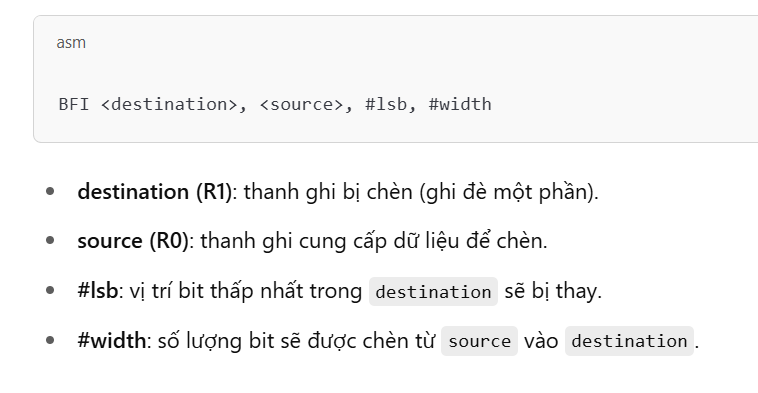 asm
BFI <destination>, <source>, #lsb, #width
destination (R1): thanh ghi bị chèn (ghi đè một phần).
source (R0): thanh ghi cung cấp dữ liệu để chèn.
#lsb: vị trí bit thấp nhất trong destination sẽ bị thay.
#width: số lượng bit sẽ được chèn từ source vào destination.